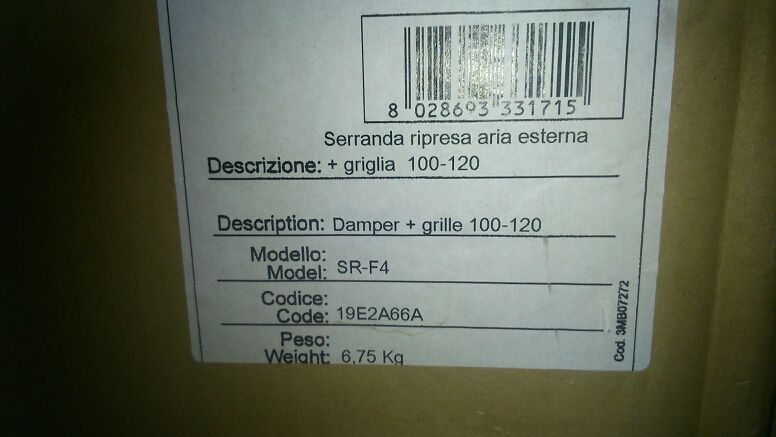 8 028693 331715
Serranda ripresa aria esterna
Descrizione: + griglia 100-120
Description: Damper + grille 100-120
Modello:
Model: SR-F4
Codice:
Code: 19E2A66A
Peso:
Weight: 6,75 Kg
Cod. 3MB07272